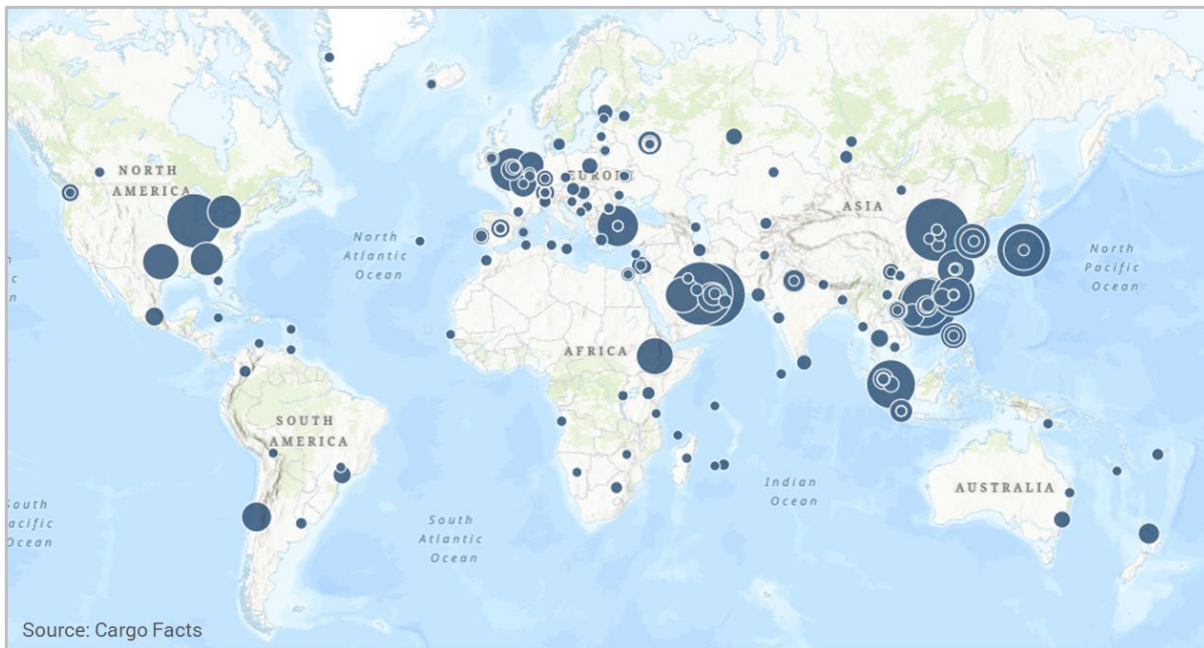 NORTH
AMERICA
EUROPE
ASIA
North
Atlantic
Ocean
North
Pacific
Ocean
AFRICA
SOUTH
AMERICA
Indian
Ocean
AUSTRALIA
South
Atlantic
Ocean
Source: Cargo Facts